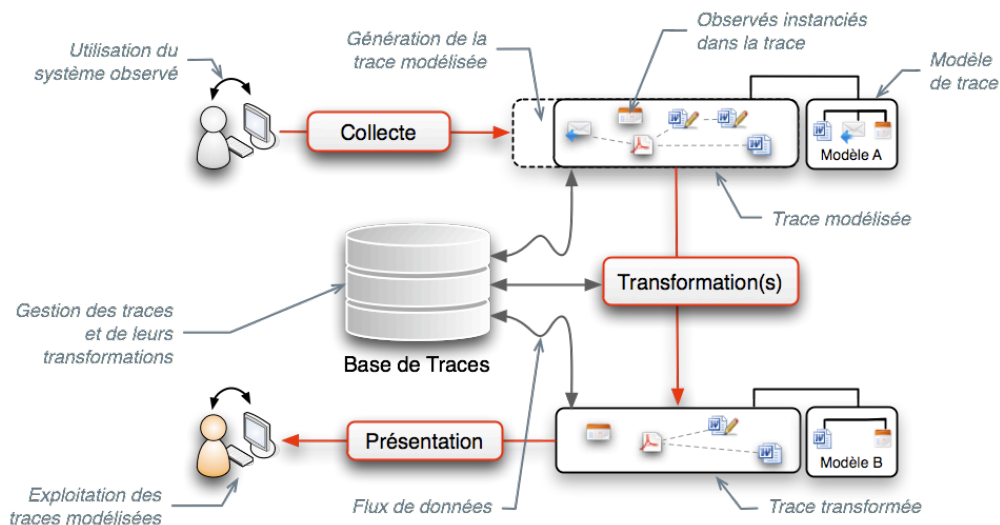 Utilisation du
système observé
Génération de la
trace modélisée
Observés instanciés
dans la trace
Modèle
de trace
Collecte
Modèle A
Trace modélisée
Transformation(s)
Gestion des traces
et de leurs
transformations
Base de Traces
Présentation
Modèle B
Exploitation des
traces modélisées
Flux de données
Trace transformée